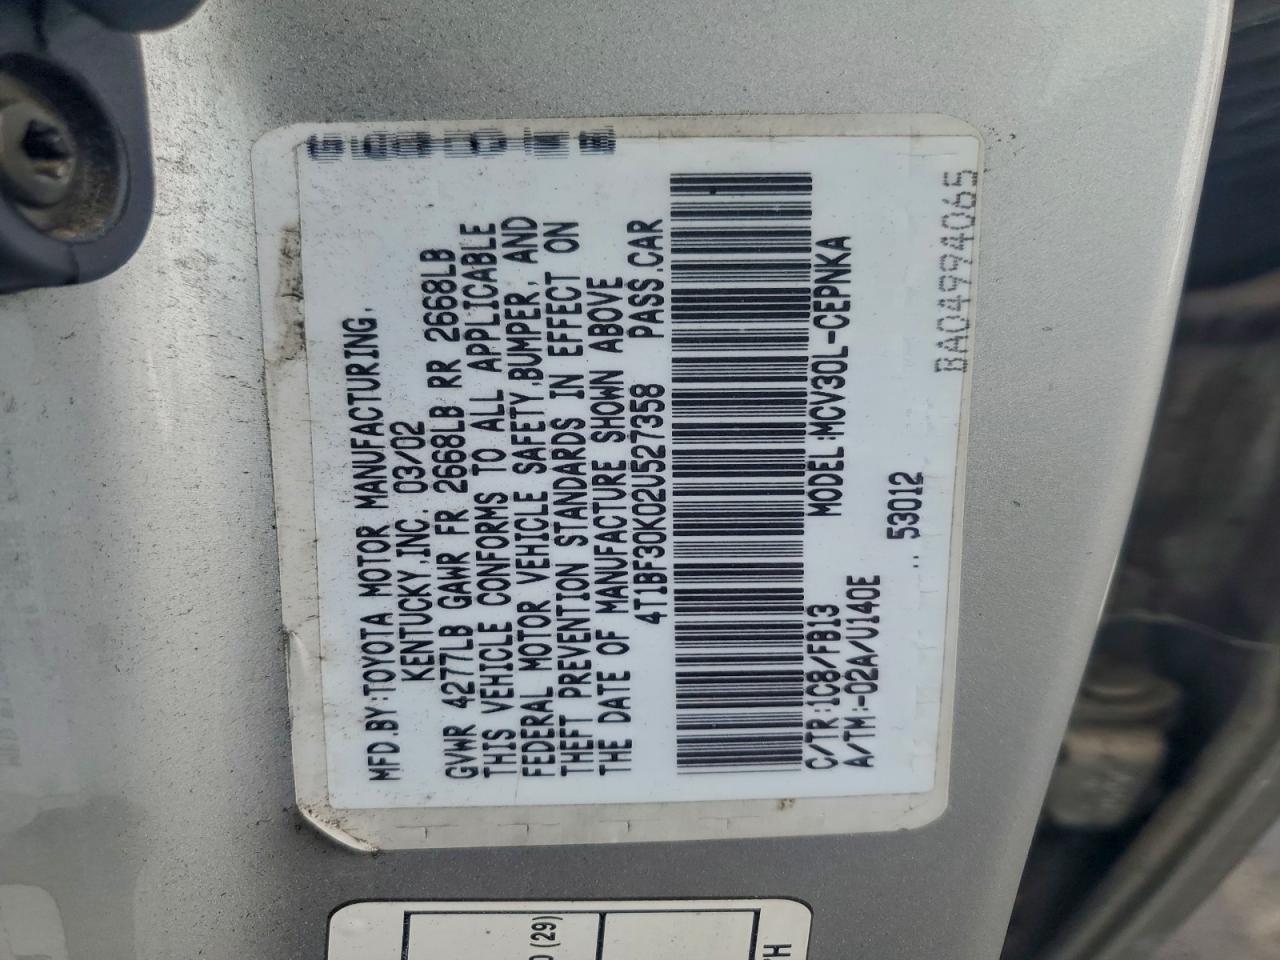 MFD.BY:TOYOTA MOTOR MANUFACTURING,
KENTUCKY,INC. 03/02
GVWR 4277LB GAWR FR 2668LB RR 2668LB
THIS VEHICLE CONFORMS TO ALL APPLICABLE
FEDERAL MOTOR VEHICLE SAFETY,BUMPER, AND
THEFT PREVENTION STANDARDS IN EFFECT ON
THE DATE OF MANUFACTURE SHOWN ABOVE
4T1BF30K02U527358 PASS.CAR
C/TR:1C8/FB13 MODEL:MCV30L-CEPNKA
A/TM:-02A/U140E
53012
BA04994065
(29)